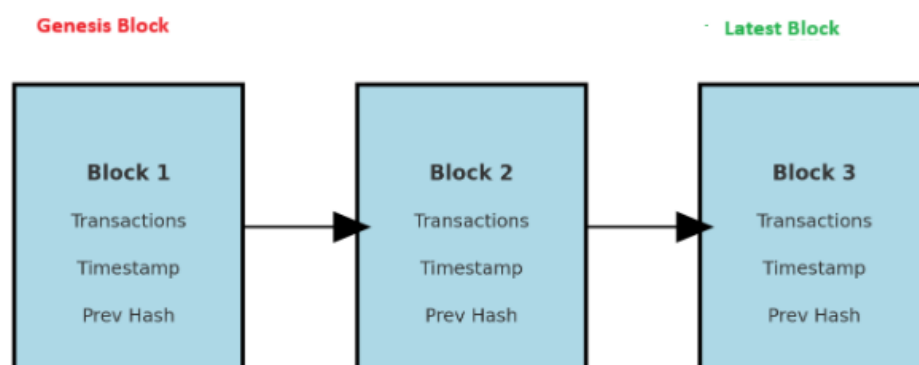 Genesis Block
Latest Block
Block 1
Transactions
Timestamp
Prev Hash
Block 2
Transactions
Timestamp
Prev Hash
Block 3
Transactions
Timestamp
Prev Hash